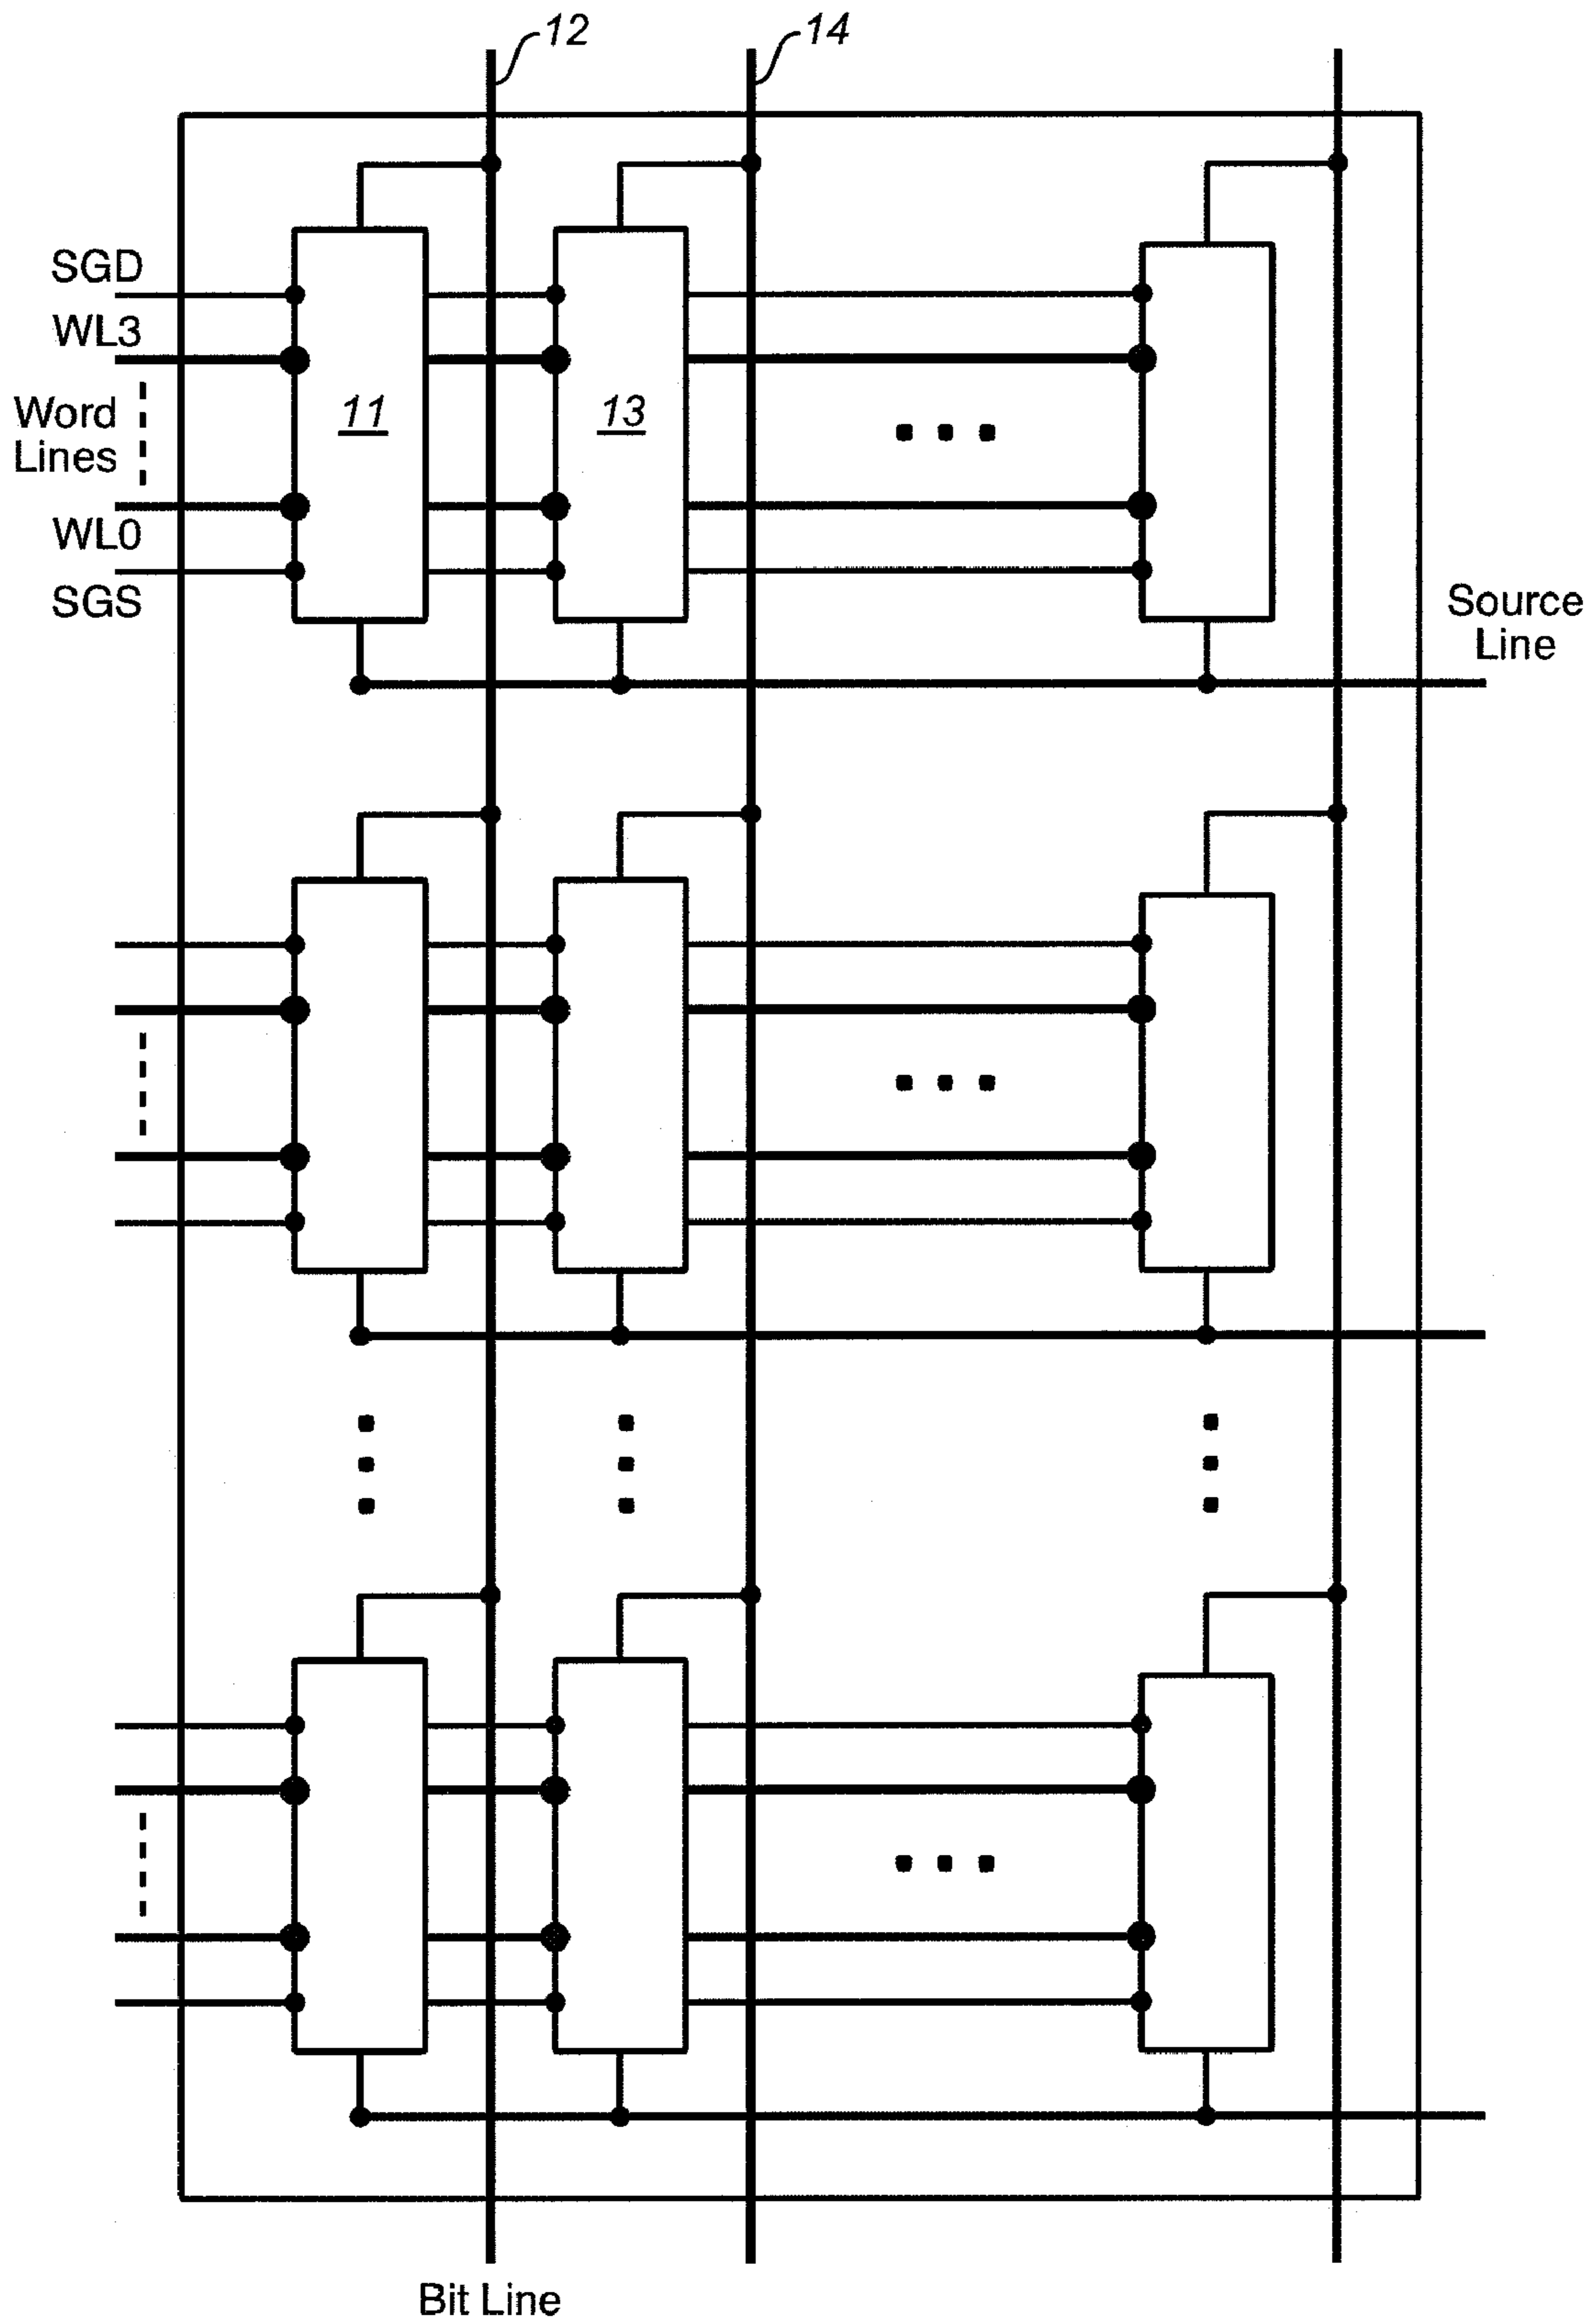 12
14
SGD
WL3
Word
Lines
11
13
WL0
SGS
Source
Line
Bit Line